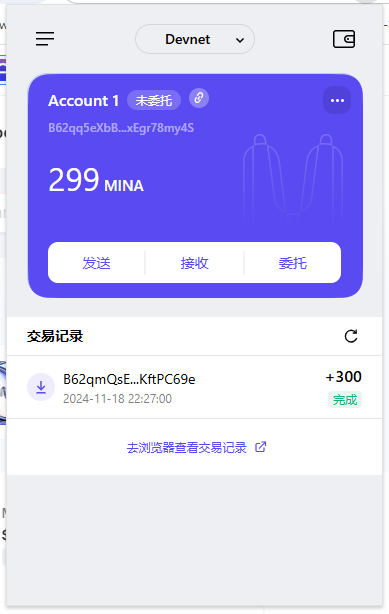 Devnet
Account 1 未委托
B62qq5eXbB...xEgr78my4S
299 MINA
发送 接收 委托
交易记录
B62qmQsE...KftPC69e +300
2024-11-18 22:27:00 完成
去浏览器查看交易记录